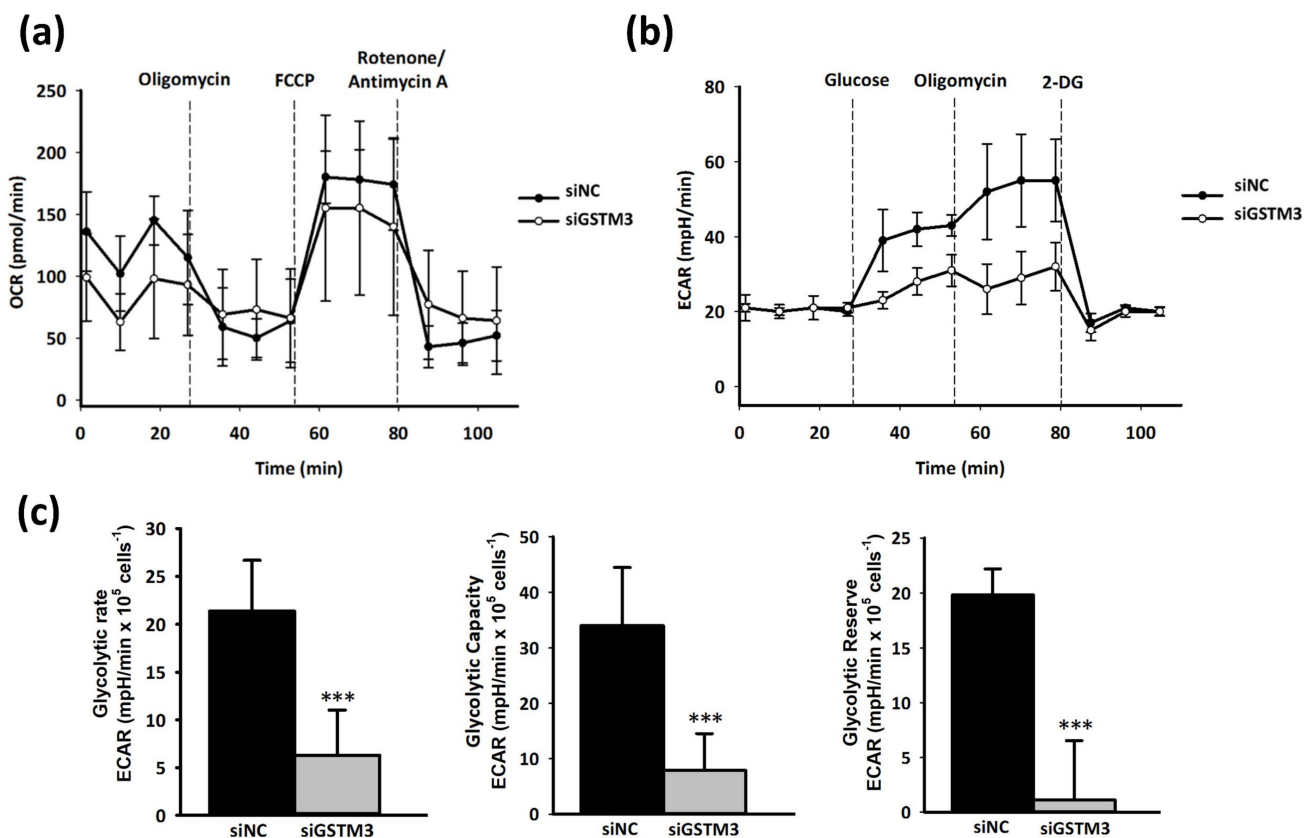 (a)
Oligomycin
FCCP
Rotenone/
Antimycin A
250
200
150
100
50
0
OCR (pmol/min)
0
20
40
60
80
100
Time (min)
siNC
siGSTM3
(b)
Glucose
Oligomycin
2-DG
80
60
40
20
0
ECAR (mpH/min)
0
20
40
60
80
100
Time (min)
siNC
siGSTM3
(c)
Glycolytic rate
ECAR (mpH/min x 10⁵ cells⁻¹)
30
25
20
15
10
5
0
***
siNC
siGSTM3
Glycolytic Capacity
ECAR (mpH/min x 10⁵ cells⁻¹)
50
40
30
20
10
0
***
siNC
siGSTM3
Glycolytic Reserve
ECAR (mpH/min x 10⁵ cells⁻¹)
25
20
15
10
5
0
***
siNC
siGSTM3